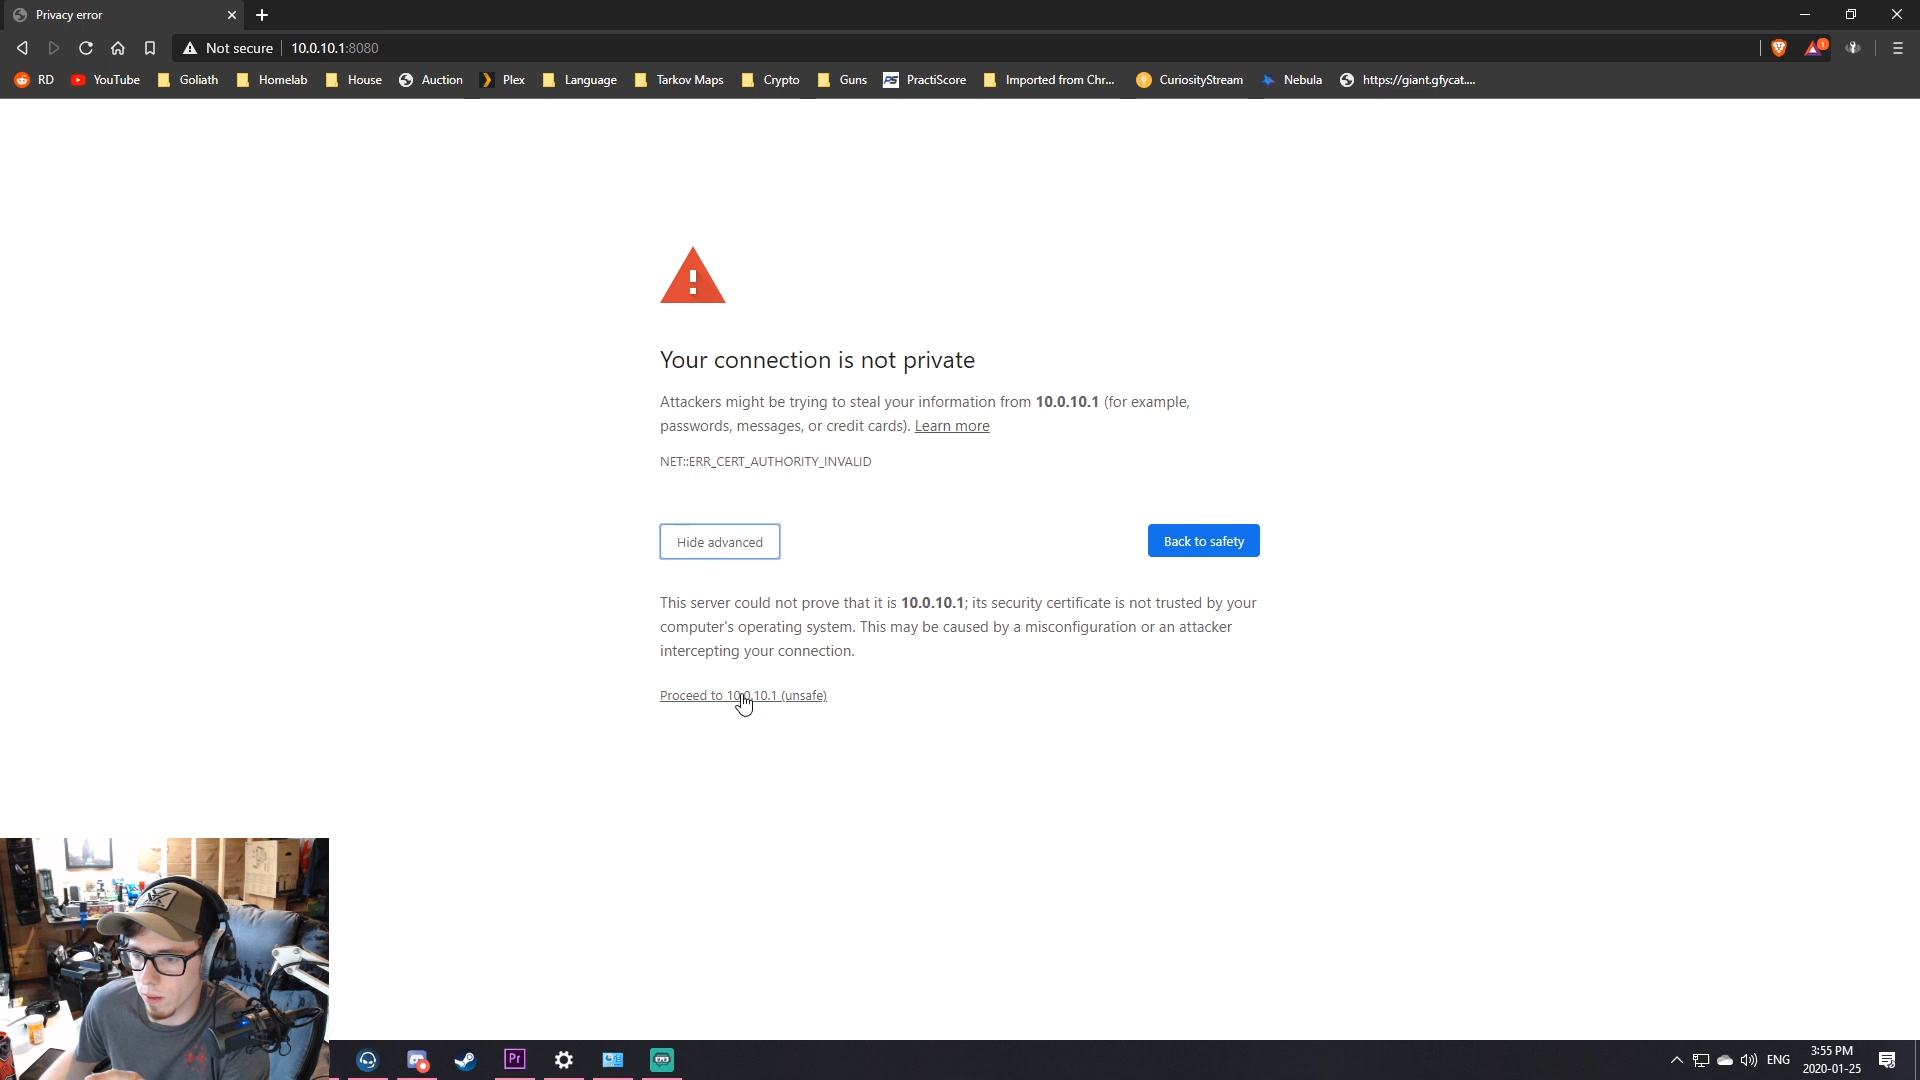 Privacy error
Not secure 10.0.10.1:8080
1
RD YouTube Goliath Homelab House Auction Plex Language Tarkov Maps Crypto Guns PS PractiScore Imported from Chr... CuriosityStream Nebula https://giant.gfycat....
Your connection is not private
Attackers might be trying to steal your information from 10.0.10.1 (for example,
passwords, messages, or credit cards). Learn more
NET::ERR_CERT_AUTHORITY_INVALID
Hide advanced Back to safety
This server could not prove that it is 10.0.10.1; its security certificate is not trusted by your
computer's operating system. This may be caused by a misconfiguration or an attacker
intercepting your connection.
Proceed to 10.0.10.1 (unsafe)
Pr ENG 3:55 PM
2020-01-25